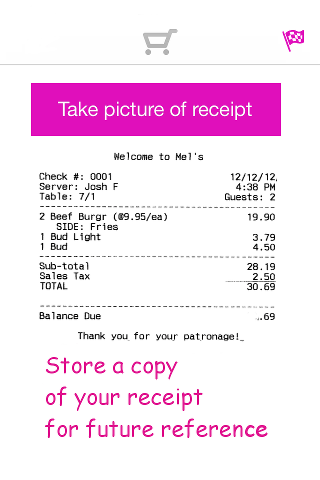 Take picture of receipt
Welcome to Mel's
Check #: 0001 12/12/12
Server: Josh F 4:38 PM
Table: 7/1 Guests: 2
2 Beef Burgr (@9.95/ea) 19.90
SIDE: Fries
1 Bud Light 3.79
1 Bud 4.50
Sub-total 28.19
Sales Tax 2.50
TOTAL 30.69
Balance Due .69
Thank you for your patronage!
Store a copy
of your receipt
for future reference